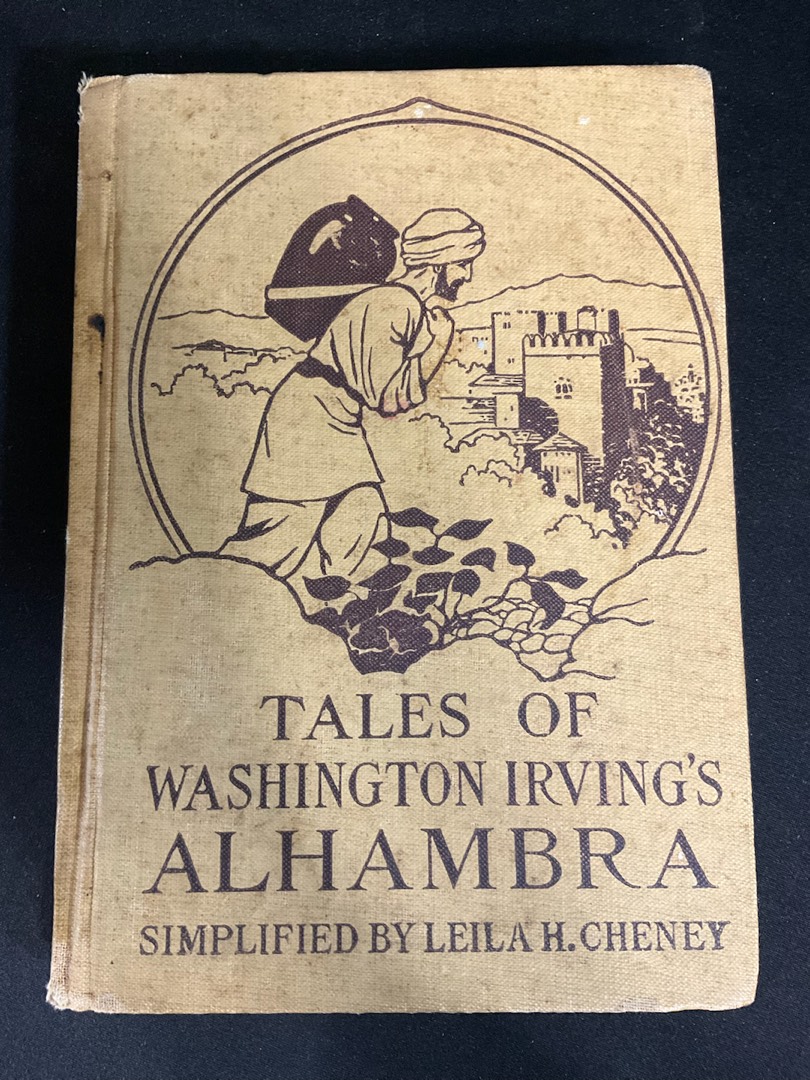 TALES OF
WASHINGTON IRVING'S
ALHAMBRA
SIMPLIFIED BY LEILA H. CHENEY